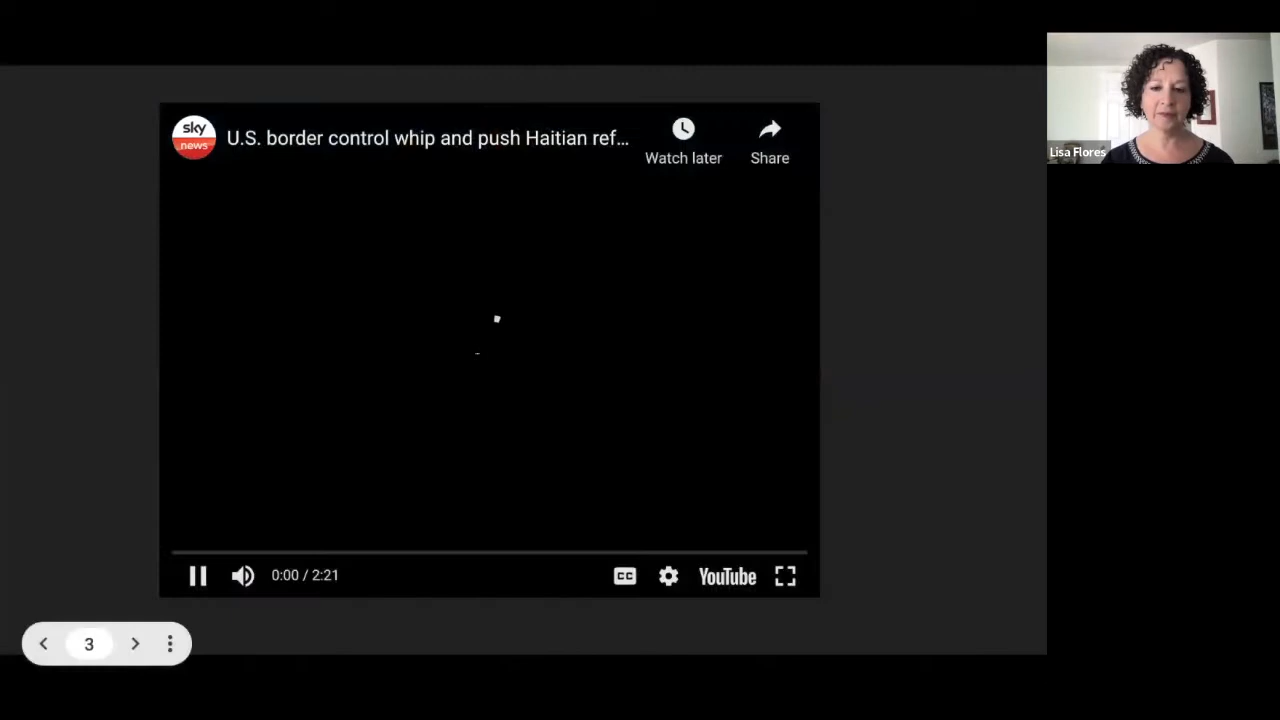 sky
news
U.S. border control whip and push Haitian ref...
Watch later
Share
Lisa Flores
0:00 / 2:21
CC
YouTube
3